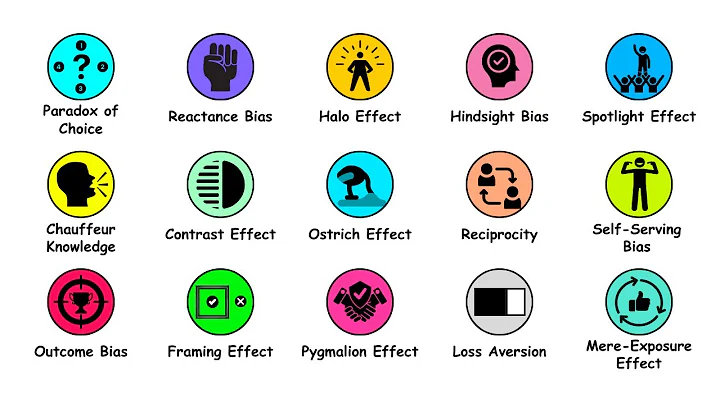 1
4
2
3
Paradox of
Choice
Reactance Bias
Halo Effect
Hindsight Bias
Spotlight Effect
Chauffeur
Knowledge
Contrast Effect
Ostrich Effect
Reciprocity
Self-Serving
Bias
Outcome Bias
Framing Effect
Pygmalion Effect
Loss Aversion
Mere-Exposure
Effect